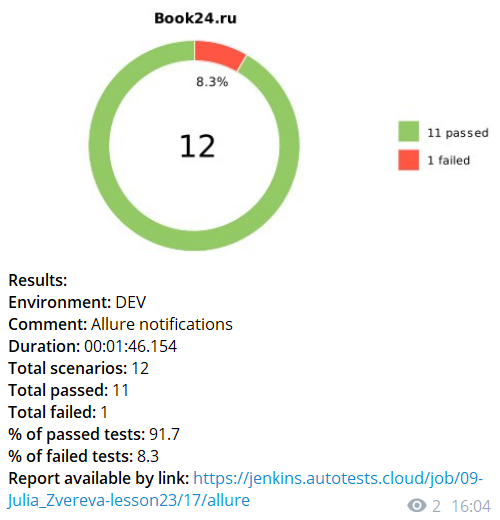 Book24.ru
8.3%
12
11 passed
1 failed
Results:
Environment: DEV
Comment: Allure notifications
Duration: 00:01:46.154
Total scenarios: 12
Total passed: 11
Total failed: 1
% of passed tests: 91.7
% of failed tests: 8.3
Report available by link: https://jenkins.autotests.cloud/job/09-
Julia_Zvereva-lesson23/17/allure
2 16:04